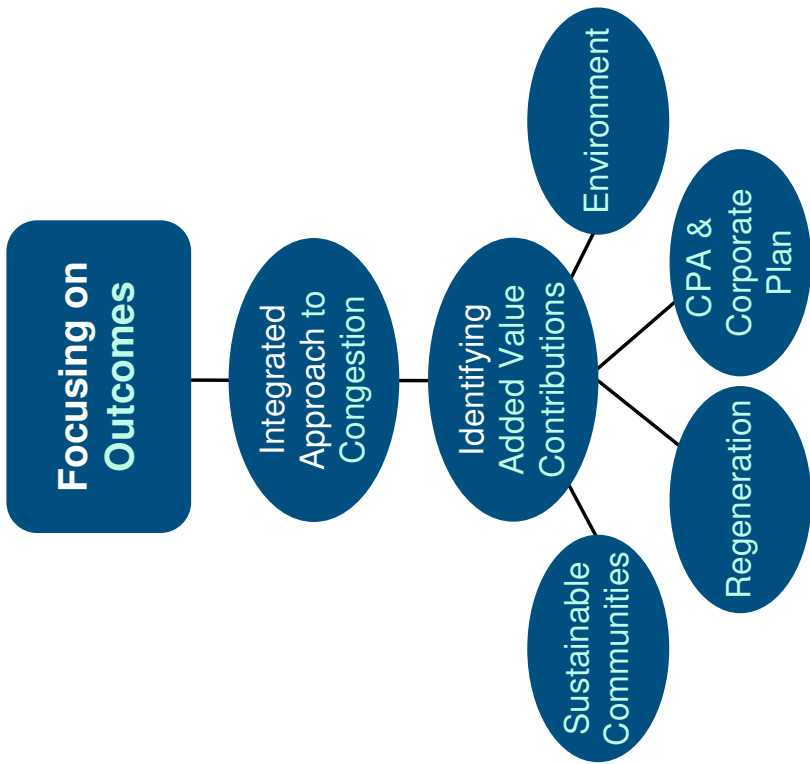 Focusing on
Outcomes
Integrated
Approach to
Congestion
Identifying
Added Value
Contributions
Sustainable
Communities
Regeneration
CPA &
Corporate
Plan
Environment